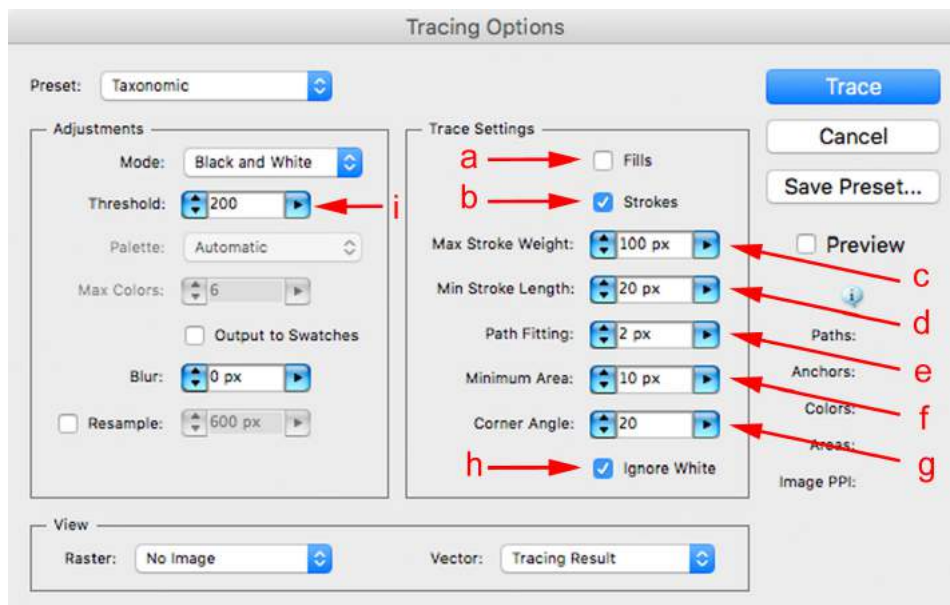 Tracing Options
Preset: Taxonomic
Trace
Cancel
Save Preset...
Preview
Paths:
Anchors:
Colors:
Areas:
Image PPI:
Adjustments
Mode: Black and White
Threshold: 200 i
Palette: Automatic
Max Colors: 6
Output to Swatches
Blur: 0 px
Resample: 600 px
Trace Settings
a Fills
b Strokes
Max Stroke Weight: 100 px c
Min Stroke Length: 20 px d
Path Fitting: 2 px e
Minimum Area: 10 px f
Corner Angle: 20 g
h Ignore White
View
Raster: No Image
Vector: Tracing Result